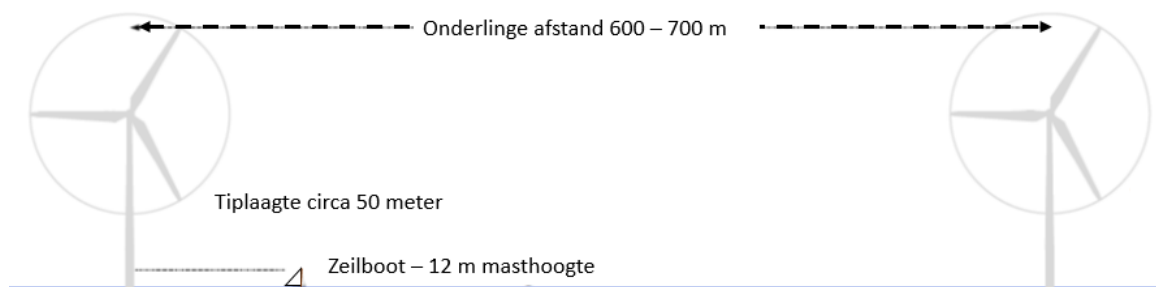 Onderlinge afstand 600 – 700 m
Tiplaagte circa 50 meter
Zeilboot – 12 m masthoogte